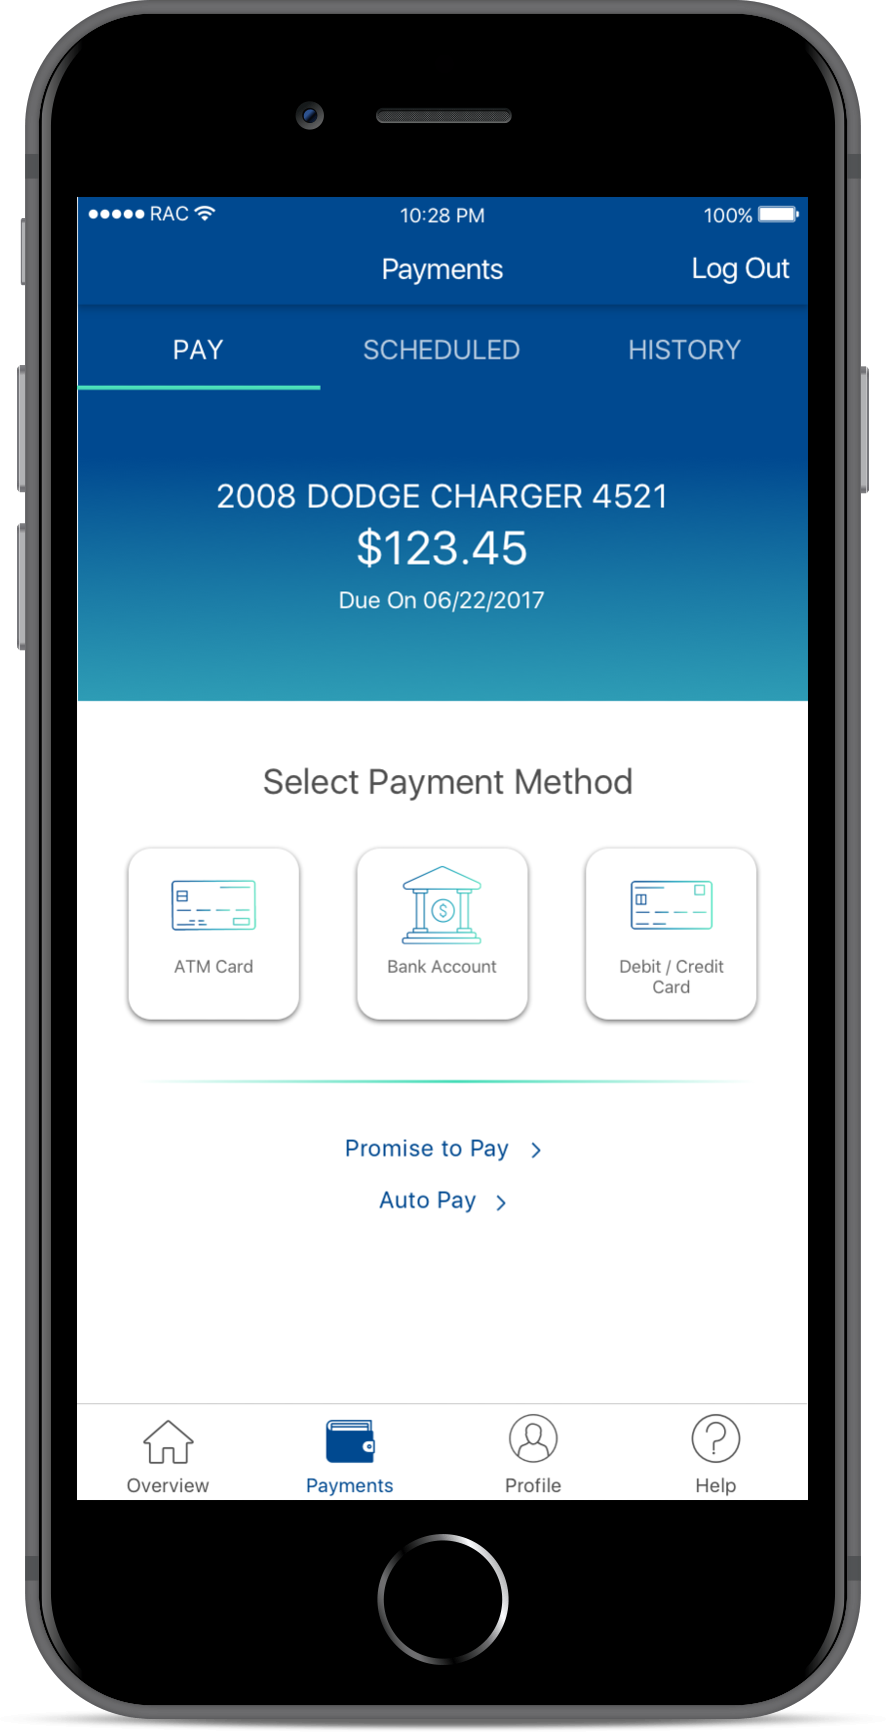 RAC
10:28 PM
100%
Payments
Log Out
PAY
SCHEDULED
HISTORY
2008 DODGE CHARGER 4521
$123.45
Due On 06/22/2017
Select Payment Method
$
ATM Card
Bank Account
Debit / Credit
Card
Promise to Pay >
Auto Pay >
?
Overview
Payments
Profile
Help